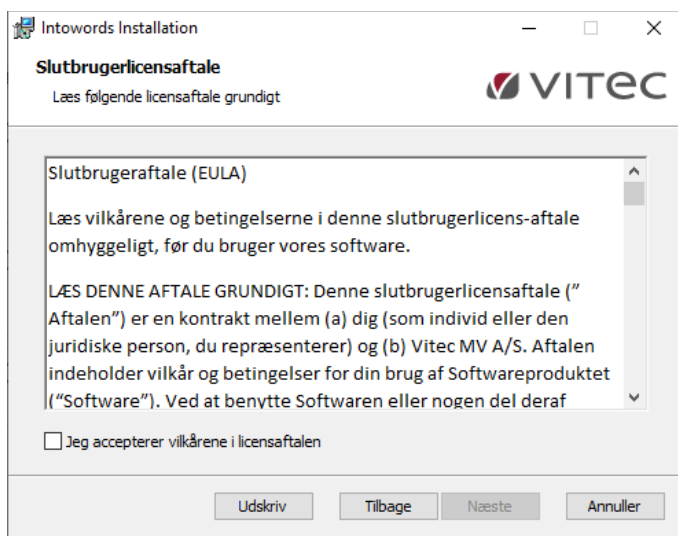 Intowords Installation
Slutbrugerlicensaftale
Læs følgende licensaftale grundigt
VITEC
Slutbrugeraftale (EULA)
Læs vilkårene og betingelserne i denne slutbrugerlicens-aftale
omhyggeligt, før du bruger vores software.
LÆS DENNE AFTALE GRUNDIGT: Denne slutbrugerlicensaftale (”
Aftalen”) er en kontrakt mellem (a) dig (som individ eller den
juridiske person, du repræsenterer) og (b) Vitec MV A/S. Aftalen
indeholder vilkår og betingelser for din brug af Softwareproduktet
(“Software”). Ved at benytte Softwaren eller nogen del deraf
Jeg accepterer vilkårene i licensaftalen
Udskriv
Tilbage
Næste
Annuller